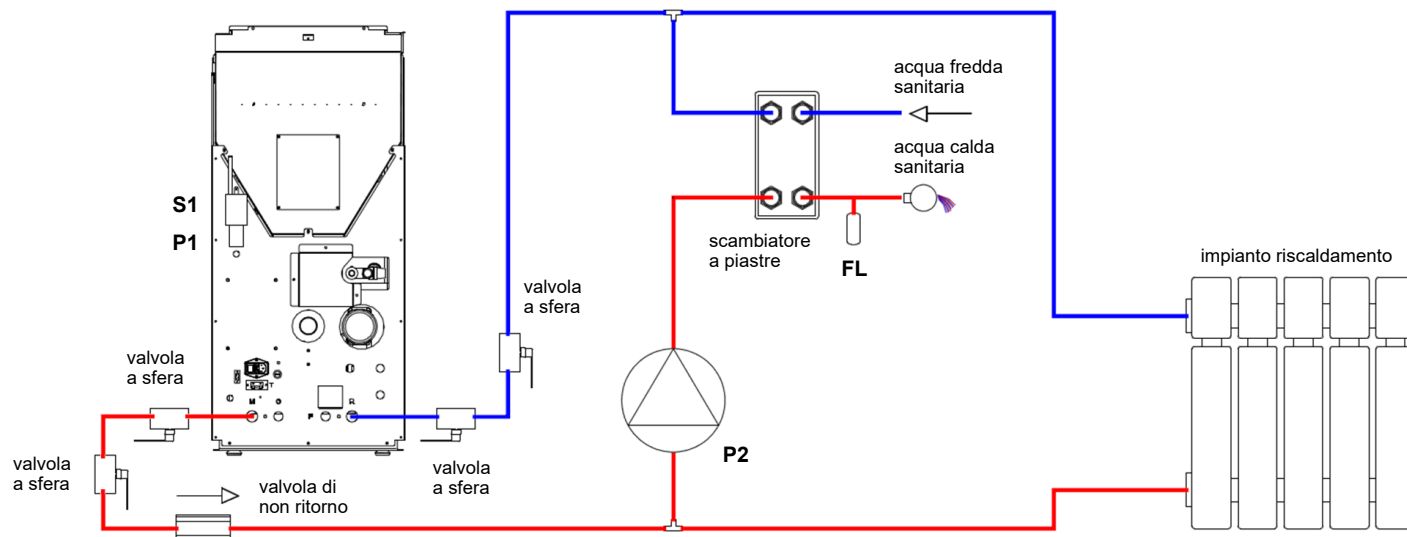 acqua fredda
sanitaria
acqua calda
sanitaria
S1
P1
scambiatore
a piastre
FL
impianto riscaldamento
valvola
a sfera
valvola
a sfera
T
M
C
F
R
P2
valvola
a sfera
valvola di
non ritorno
valvola
a sfera